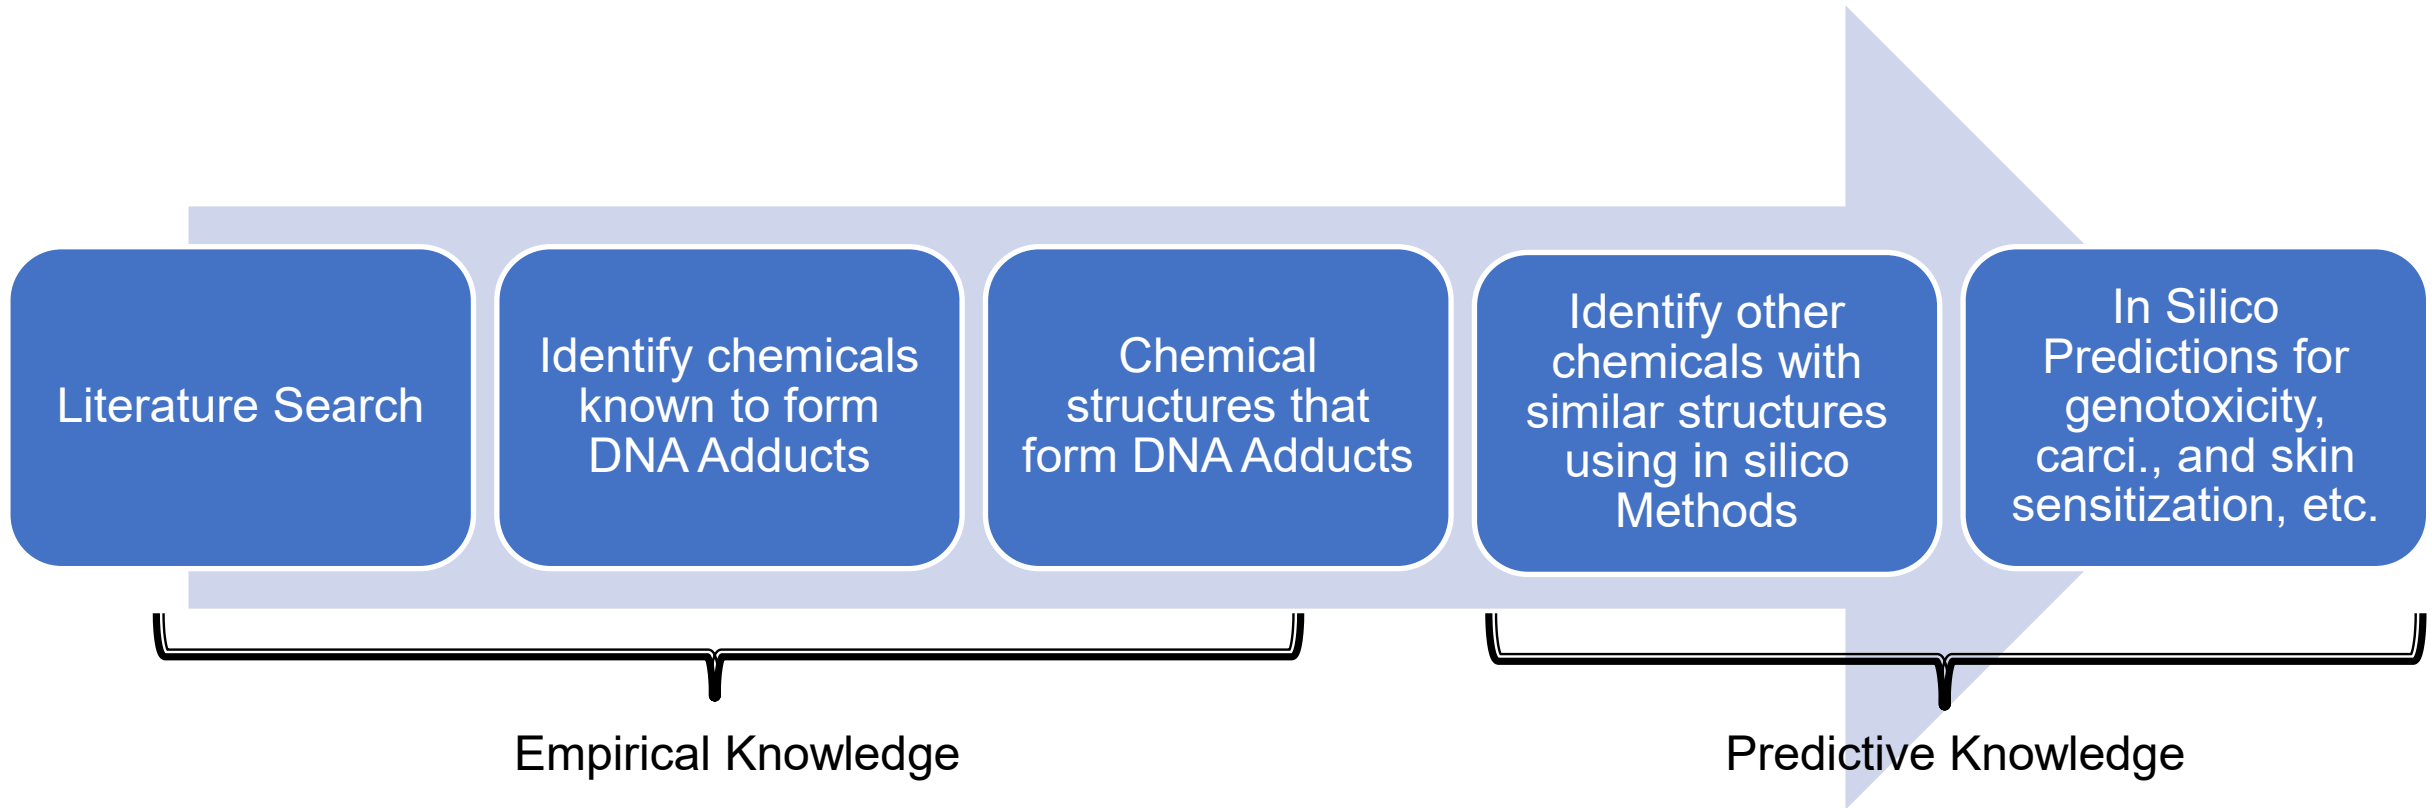 Literature Search
Identify chemicals
known to form
DNA Adducts
Chemical
structures that
form DNA Adducts
Identify other
chemicals with
similar structures
using in silico
Methods
In Silico
Predictions for
genotoxicity,
carci., and skin
sensitization, etc.
Empirical Knowledge
Predictive Knowledge